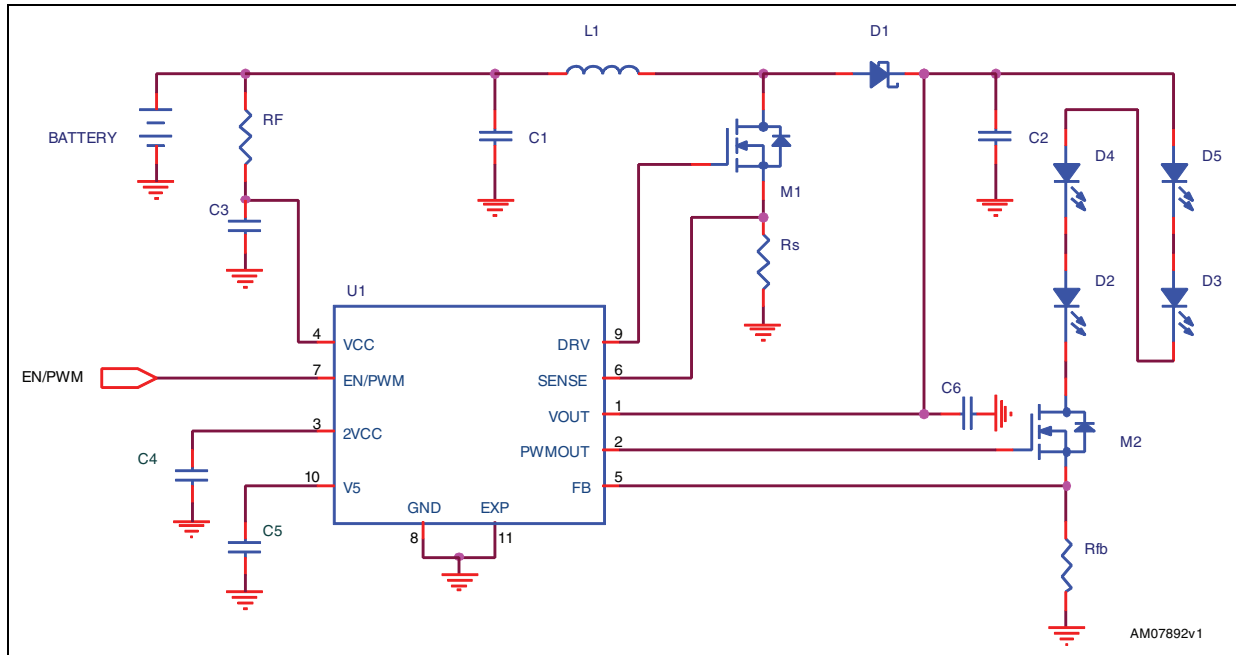 L1
D1
BATTERY
RF
C1
C2
D4
D5
M1
C3
Rs
U1
D2
D3
4
VCC
DRV
9
EN/PWM
7
EN/PWM
SENSE
6
C6
VOUT
1
3
2VCC
PWMOUT
2
M2
C4
10
V5
FB
5
C5
GND
EXP
8
11
Rfb
AM07892v1